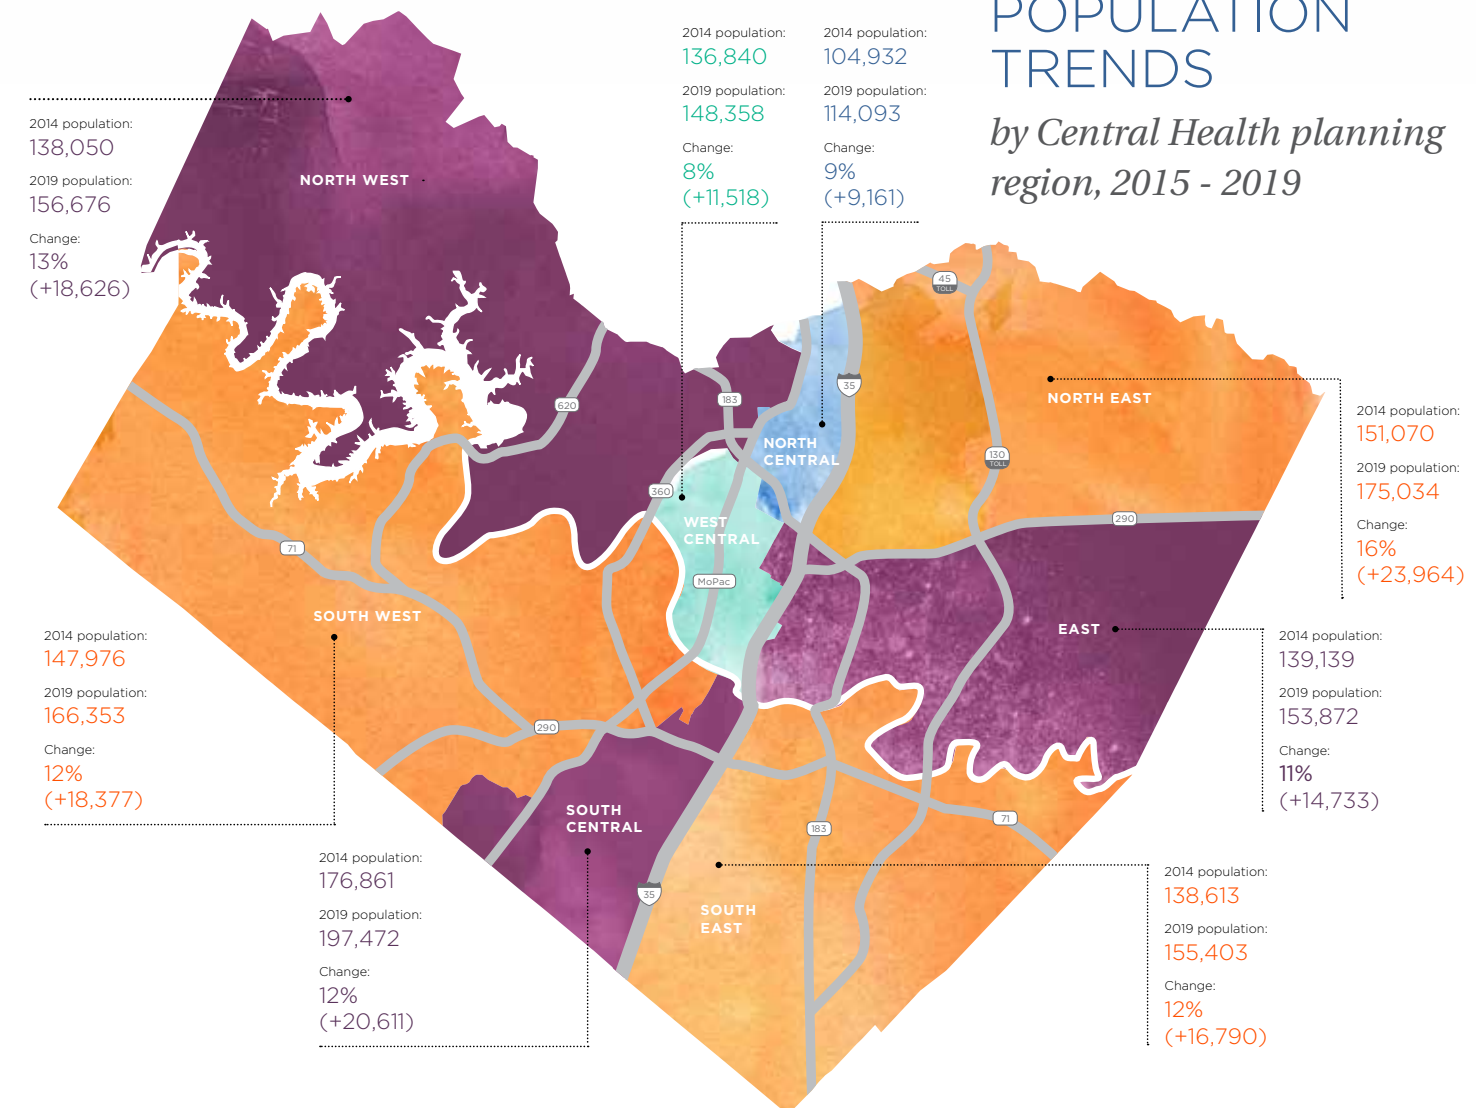 POPULATION
TRENDS
by Central Health planning
region, 2015 - 2019
2014 population:
138,050
2019 population:
156,676
Change:
13%
(+18,626)
2014 population:
136,840
2019 population:
148,358
Change:
8%
(+11,518)
2014 population:
104,932
2019 population:
114,093
Change:
9%
(+9,161)
NORTH WEST
45
TOLL
35
620
183
NORTH EAST
2014 population:
151,070
2019 population:
175,034
Change:
16%
(+23,964)
NORTH
CENTRAL
130
TOLL
360
WEST
CENTRAL
290
71
MoPac
SOUTH WEST
EAST
2014 population:
147,976
2019 population:
166,353
Change:
12%
(+18,377)
2014 population:
139,139
2019 population:
153,872
Change:
11%
(+14,733)
290
SOUTH
CENTRAL
183
71
2014 population:
176,861
2019 population:
197,472
Change:
12%
(+20,611)
35
SOUTH
EAST
2014 population:
138,613
2019 population:
155,403
Change:
12%
(+16,790)